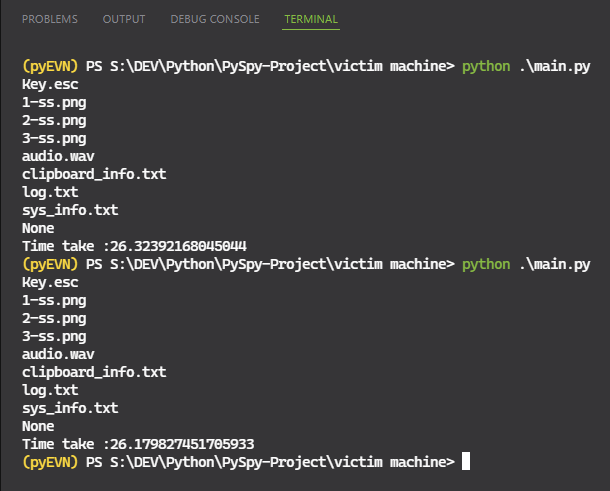 PROBLEMS OUTPUT DEBUG CONSOLE TERMINAL
(pyEVN) PS S:\DEV\Python\PySpy-Project\victim machine> python .\main.py
Key.esc
1-ss.png
2-ss.png
3-ss.png
audio.wav
clipboard_info.txt
log.txt
sys_info.txt
None
Time take :26.32392168045044
(pyEVN) PS S:\DEV\Python\PySpy-Project\victim machine> python .\main.py
Key.esc
1-ss.png
2-ss.png
3-ss.png
audio.wav
clipboard_info.txt
log.txt
sys_info.txt
None
Time take :26.179827451705933
(pyEVN) PS S:\DEV\Python\PySpy-Project\victim machine>